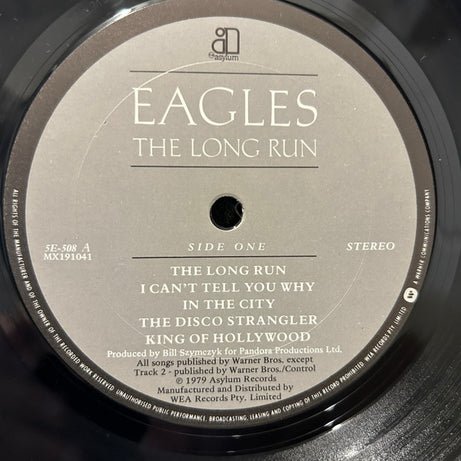 asylum
EAGLES
THE LONG RUN
SIDE ONE
5E-508 A
MX191041
STEREO
THE LONG RUN
I CAN'T TELL YOU WHY
IN THE CITY
THE DISCO STRANGLER
KING OF HOLLYWOOD
Produced by Bill Szymczyk for Pandora Productions Ltd.
All songs published by Warner Bros. except
Track 2 - published by Warner Bros./Control
℗ 1979 Asylum Records
Manufactured and Distributed by
WEA Records Pty. Limited
ALL RIGHTS OF THE MANUFACTURER AND OF THE OWNER OF THE RECORDED WORK RESERVED. UNAUTHORISED PUBLIC PERFORMANCE, BROADCASTING, LEASING AND COPYING OF THIS RECORD PROHIBITED. WEA RECORDS PTY. LIMITED
A WARNER COMMUNICATIONS COMPANY